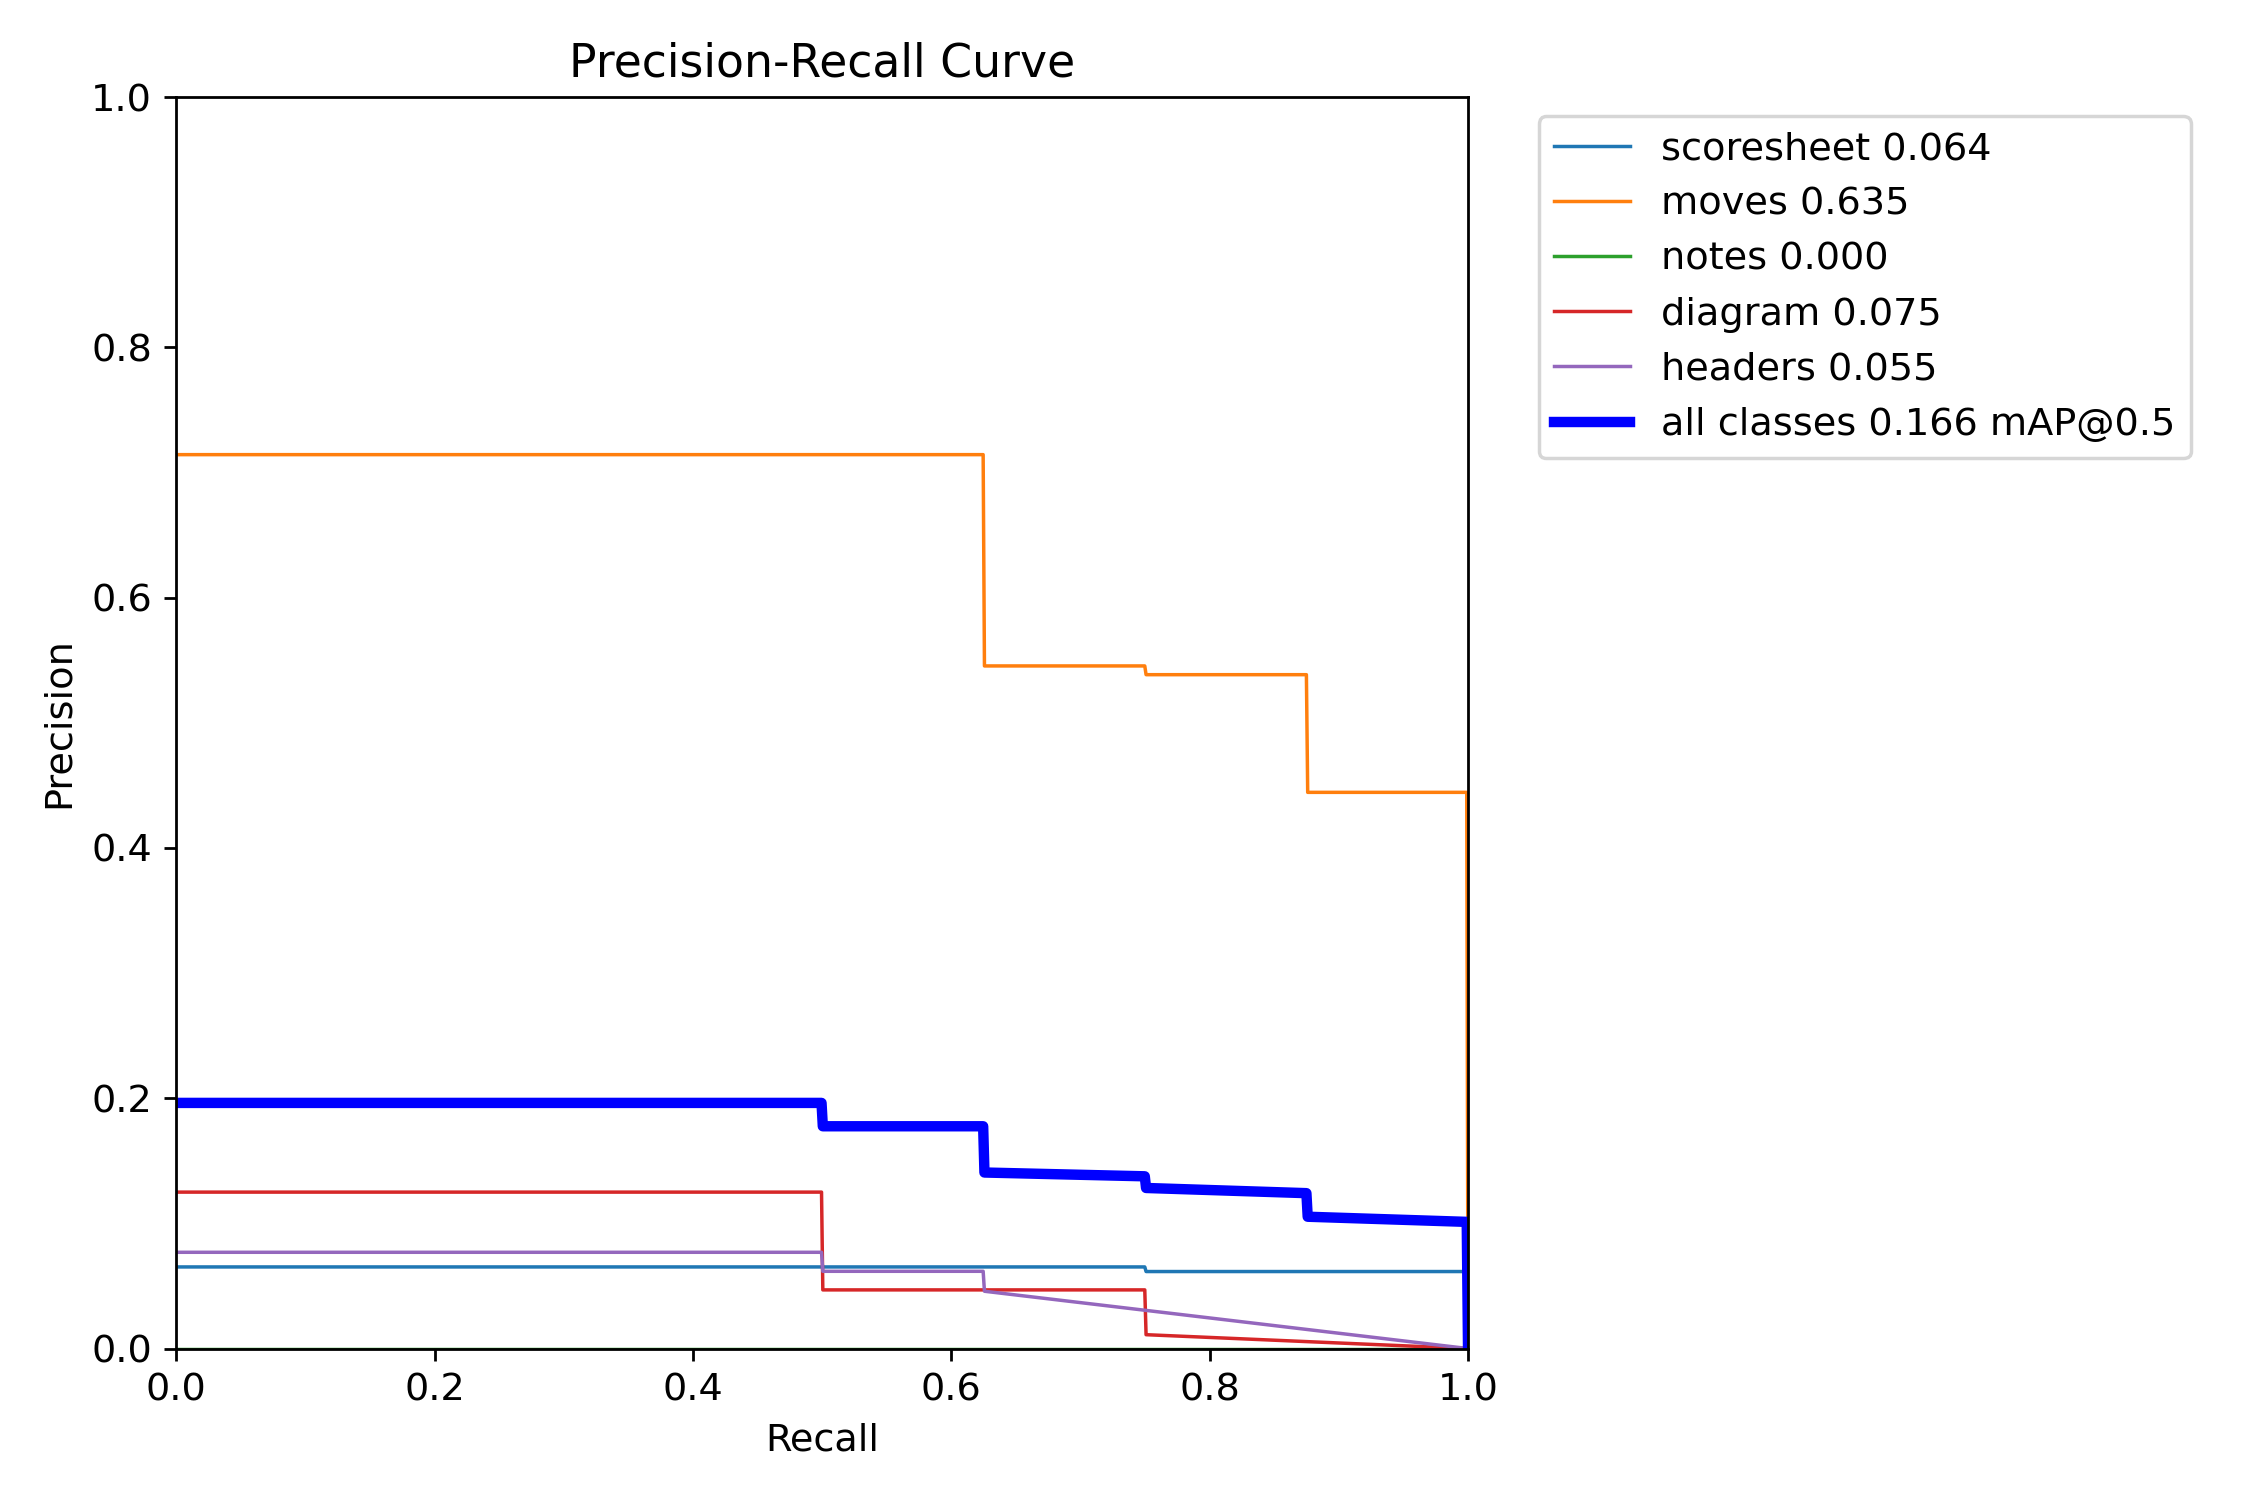 Precision-Recall Curve
1.0
0.8
0.6
0.4
0.2
0.0
Precision
0.0 0.2 0.4 0.6 0.8 1.0
Recall
scoresheet 0.064
moves 0.635
notes 0.000
diagram 0.075
headers 0.055
all classes 0.166 mAP@0.5